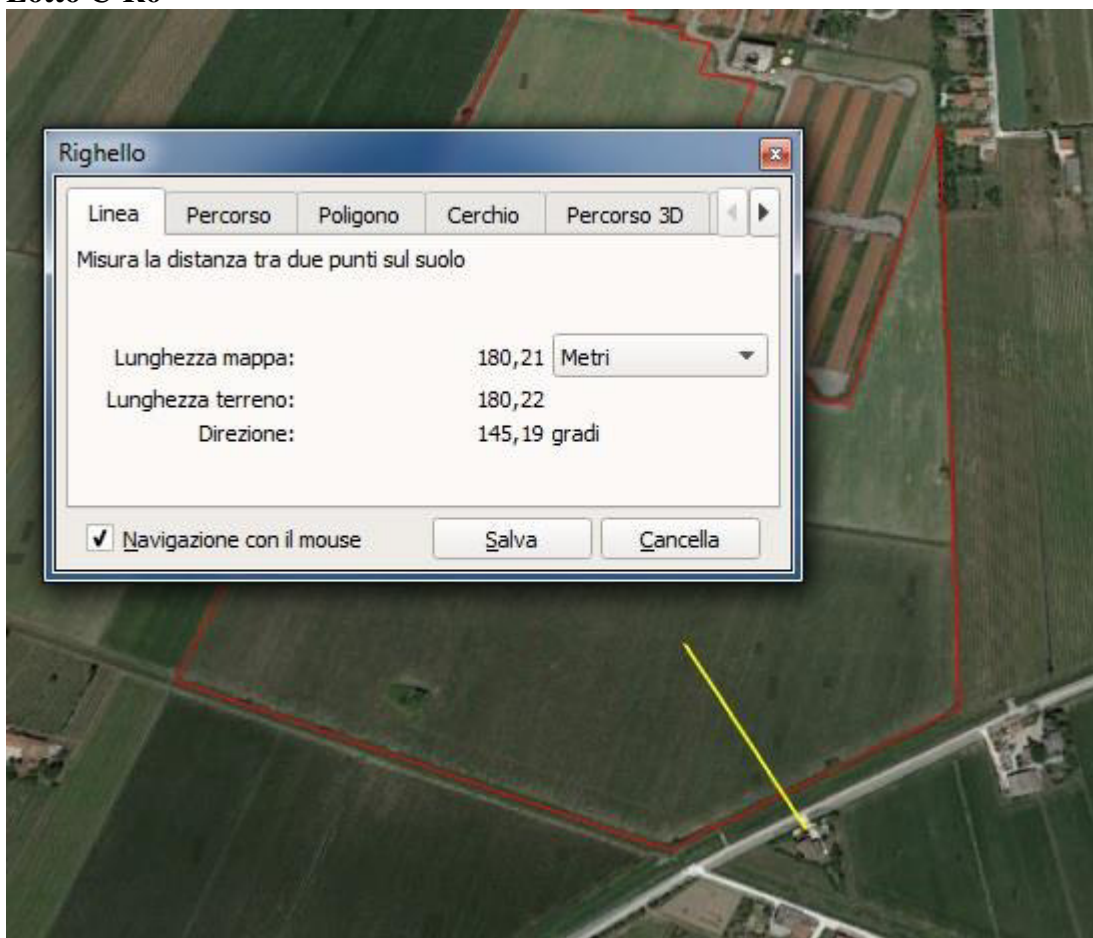 Righello
Linea Percorso Poligono Cerchio Percorso 3D
Misura la distanza tra due punti sul suolo
Lunghezza mappa: 180,21 Metri
Lunghezza terreno: 180,22
Direzione: 145,19 gradi
Navigazione con il mouse Salva Cancella